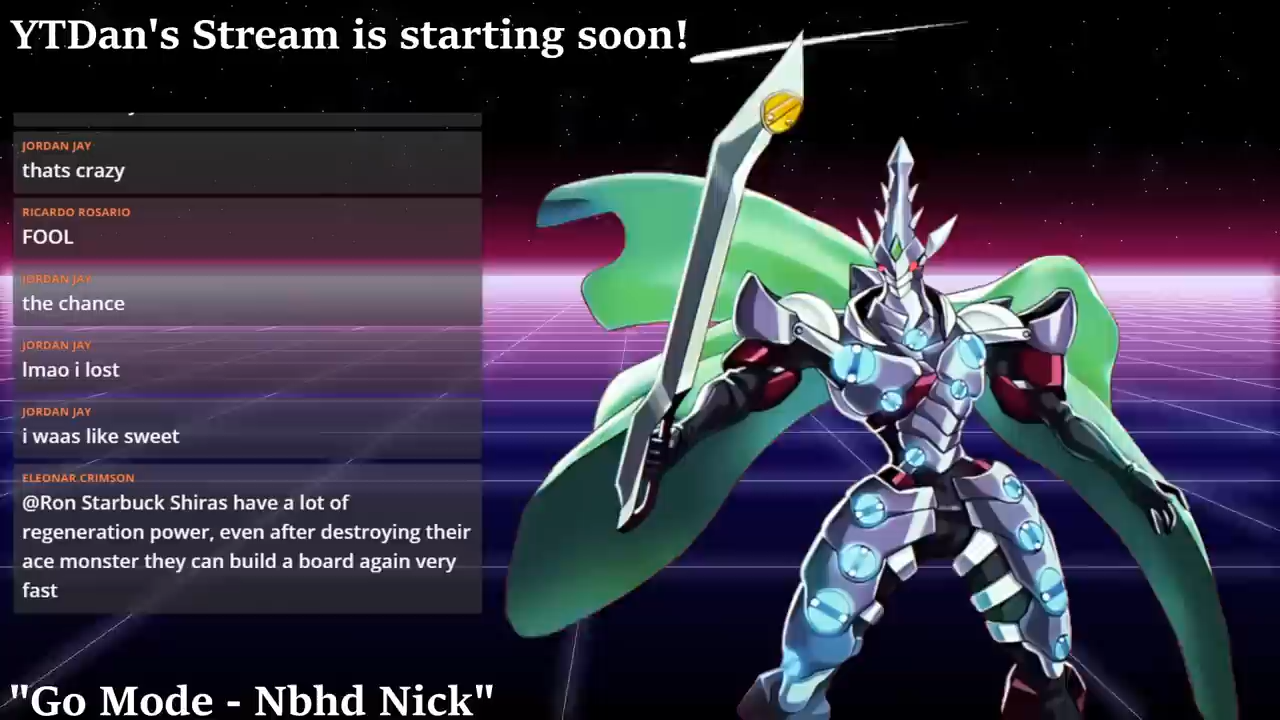 YTDan's Stream is starting soon!
JORDAN JAY
thats crazy
RICARDO ROSARIO
FOOL
JORDAN JAY
the chance
JORDAN JAY
lmao i lost
JORDAN JAY
i waas like sweet
ELEONAR CRIMSON
@Ron Starbuck Shiras have a lot of
regeneration power, even after destroying their
ace monster they can build a board again very
fast
"Go Mode - Nbhd Nick"